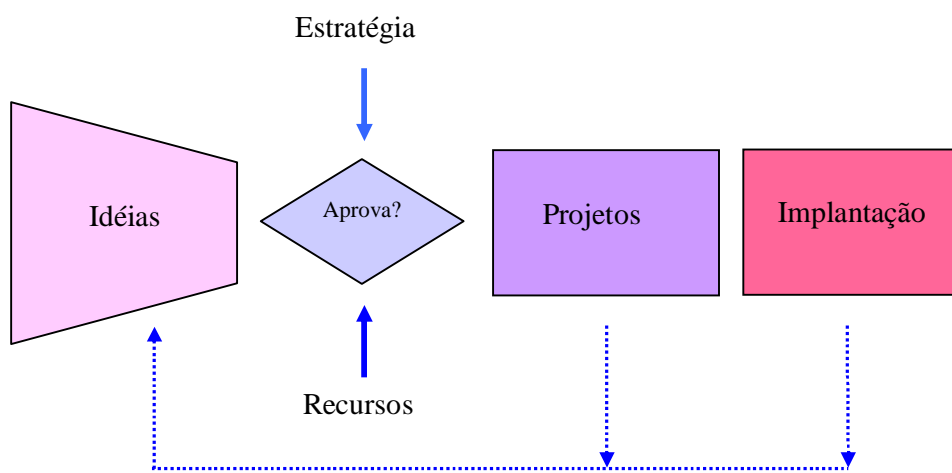 Estratégia
Idéias
Aprova?
Projetos
Implantação
Recursos